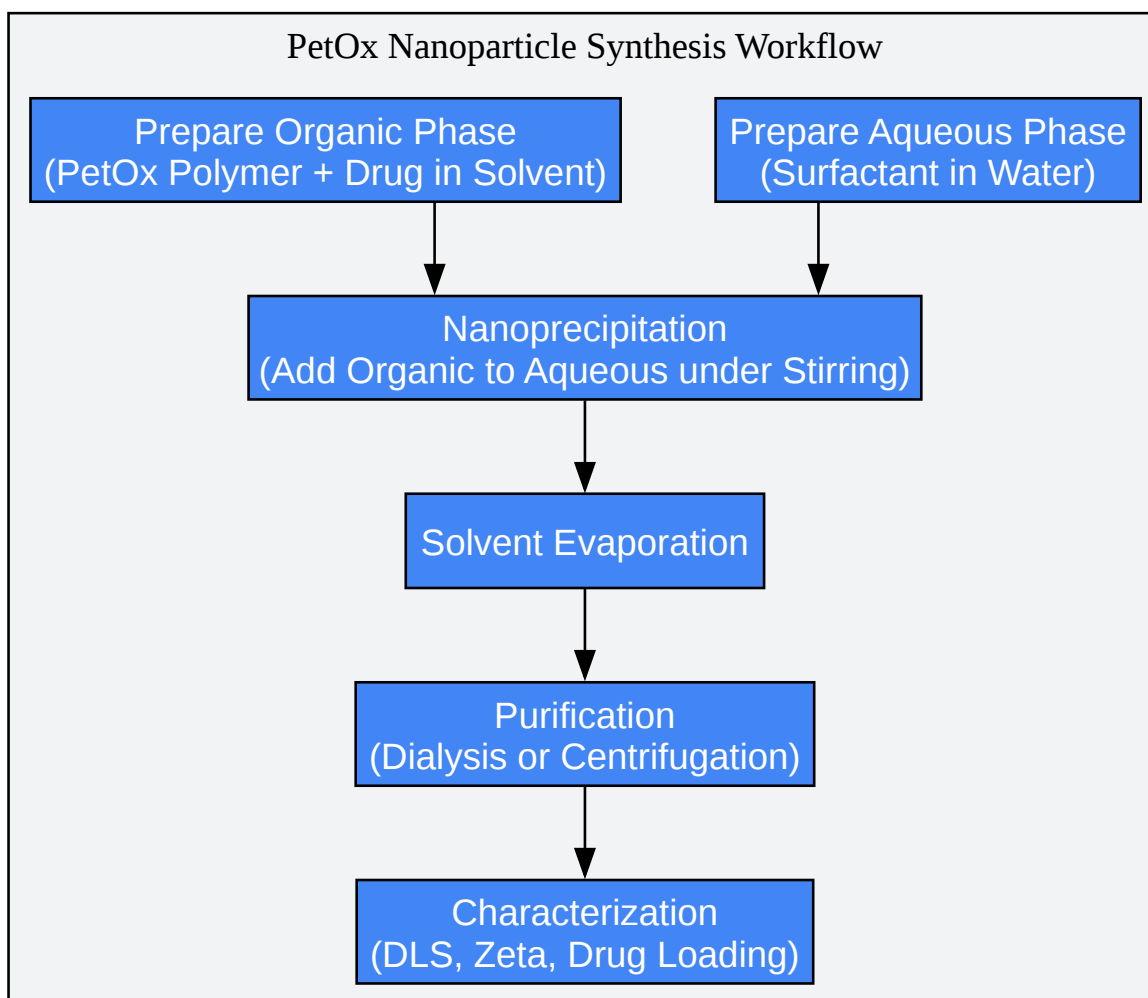 PetOx Nanoparticle Synthesis Workflow
Prepare Organic Phase
(PetOx Polymer + Drug in Solvent)
Prepare Aqueous Phase
(Surfactant in Water)
Nanoprecipitation
(Add Organic to Aqueous under Stirring)
Solvent Evaporation
Purification
(Dialysis or Centrifugation)
Characterization
(DLS, Zeta, Drug Loading)